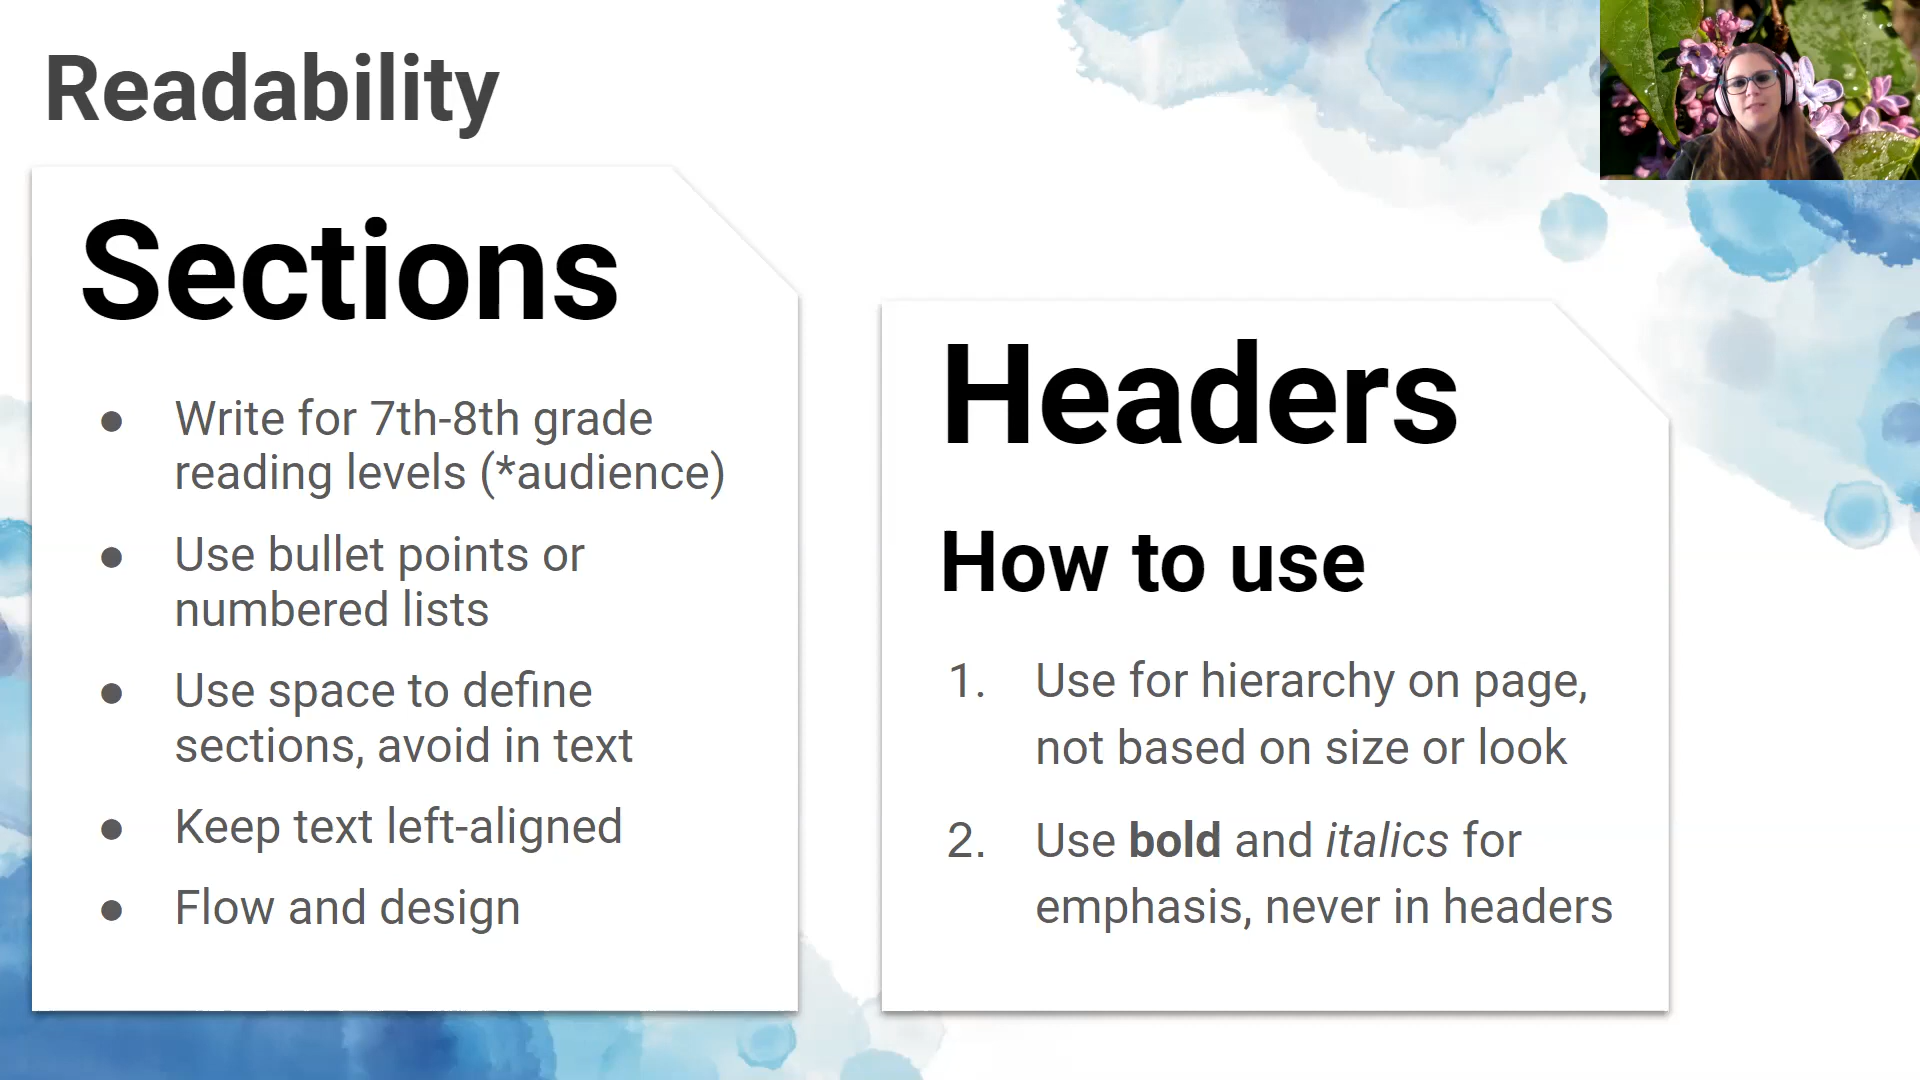 Readability
Sections
● Write for 7th-8th grade
reading levels (*audience)
● Use bullet points or
numbered lists
● Use space to define
sections, avoid in text
● Keep text left-aligned
● Flow and design
Headers
How to use
1. Use for hierarchy on page,
not based on size or look
2. Use bold and italics for
emphasis, never in headers